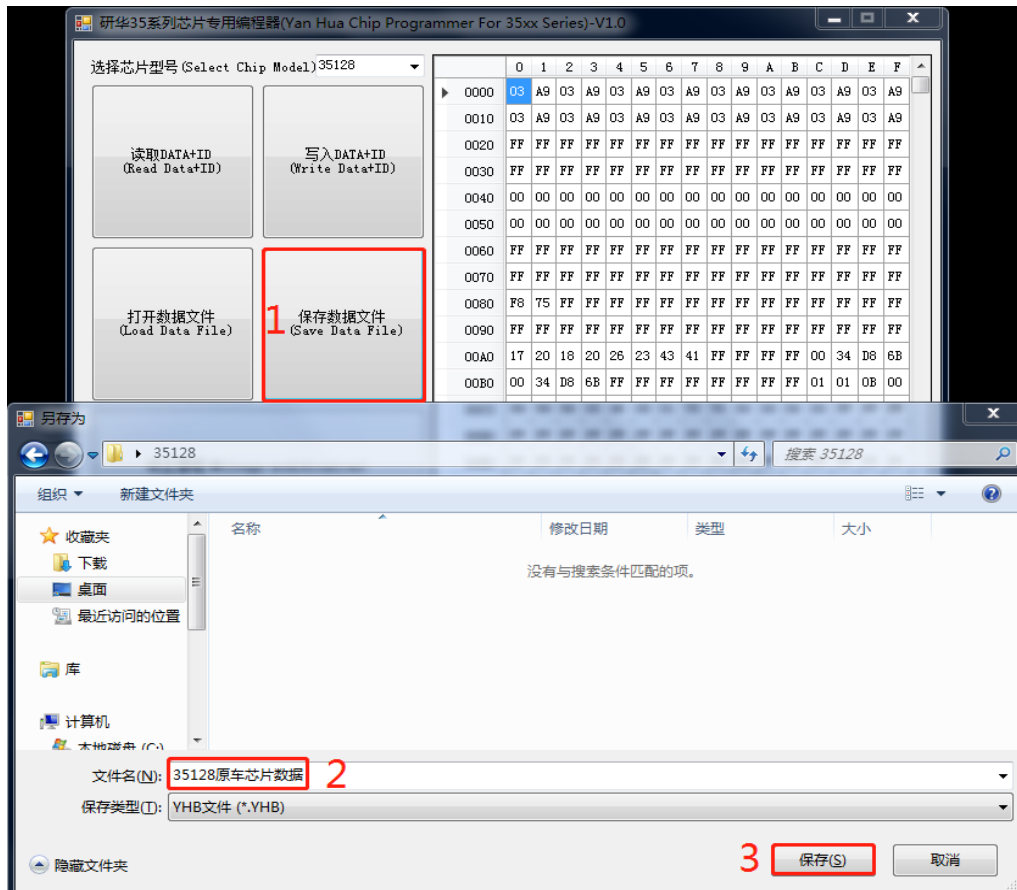 研华35系列芯片专用编程器(Yan Hua Chip Programmer For 35xx Series)-V1.0
选择芯片型号(Select Chip Model) 35128
读取DATA+ID
(Read Data+ID)
写入DATA+ID
(Write Data+ID)
打开数据文件
(Load Data File)
1
保存数据文件
(Save Data File)
0 1 2 3 4 5 6 7 8 9 A B C D E F
0000 03 A9 03 A9 03 A9 03 A9 03 A9 03 A9 03 A9 03 A9
0010 03 A9 03 A9 03 A9 03 A9 03 A9 03 A9 03 A9 03 A9
0020 FF FF FF FF FF FF FF FF FF FF FF FF FF FF FF FF
0030 FF FF FF FF FF FF FF FF FF FF FF FF FF FF FF FF
0040 00 00 00 00 00 00 00 00 00 00 00 00 00 00 00 00
0050 00 00 00 00 00 00 00 00 00 00 00 00 00 00 00 00
0060 FF FF FF FF FF FF FF FF FF FF FF FF FF FF FF FF
0070 FF FF FF FF FF FF FF FF FF FF FF FF FF FF FF FF
0080 F8 75 FF FF FF FF FF FF FF FF FF FF FF FF FF FF
0090 FF FF FF FF FF FF FF FF FF FF FF FF FF FF FF FF
00A0 17 20 18 20 26 23 43 41 FF FF FF FF 00 34 D8 6B
00B0 00 34 D8 6B FF FF FF FF FF FF FF FF 01 01 0B 00
另存为
35128
搜索 35128
组织
新建文件夹
名称 修改日期 类型 大小
没有与搜索条件匹配的项。
收藏夹
下载
桌面
最近访问的位置
库
计算机
本地磁盘 (C:)
文件名(N): 35128原车芯片数据
2
保存类型(T): YHB文件 (*.YHB)
隐藏文件夹
3
保存(S)
取消